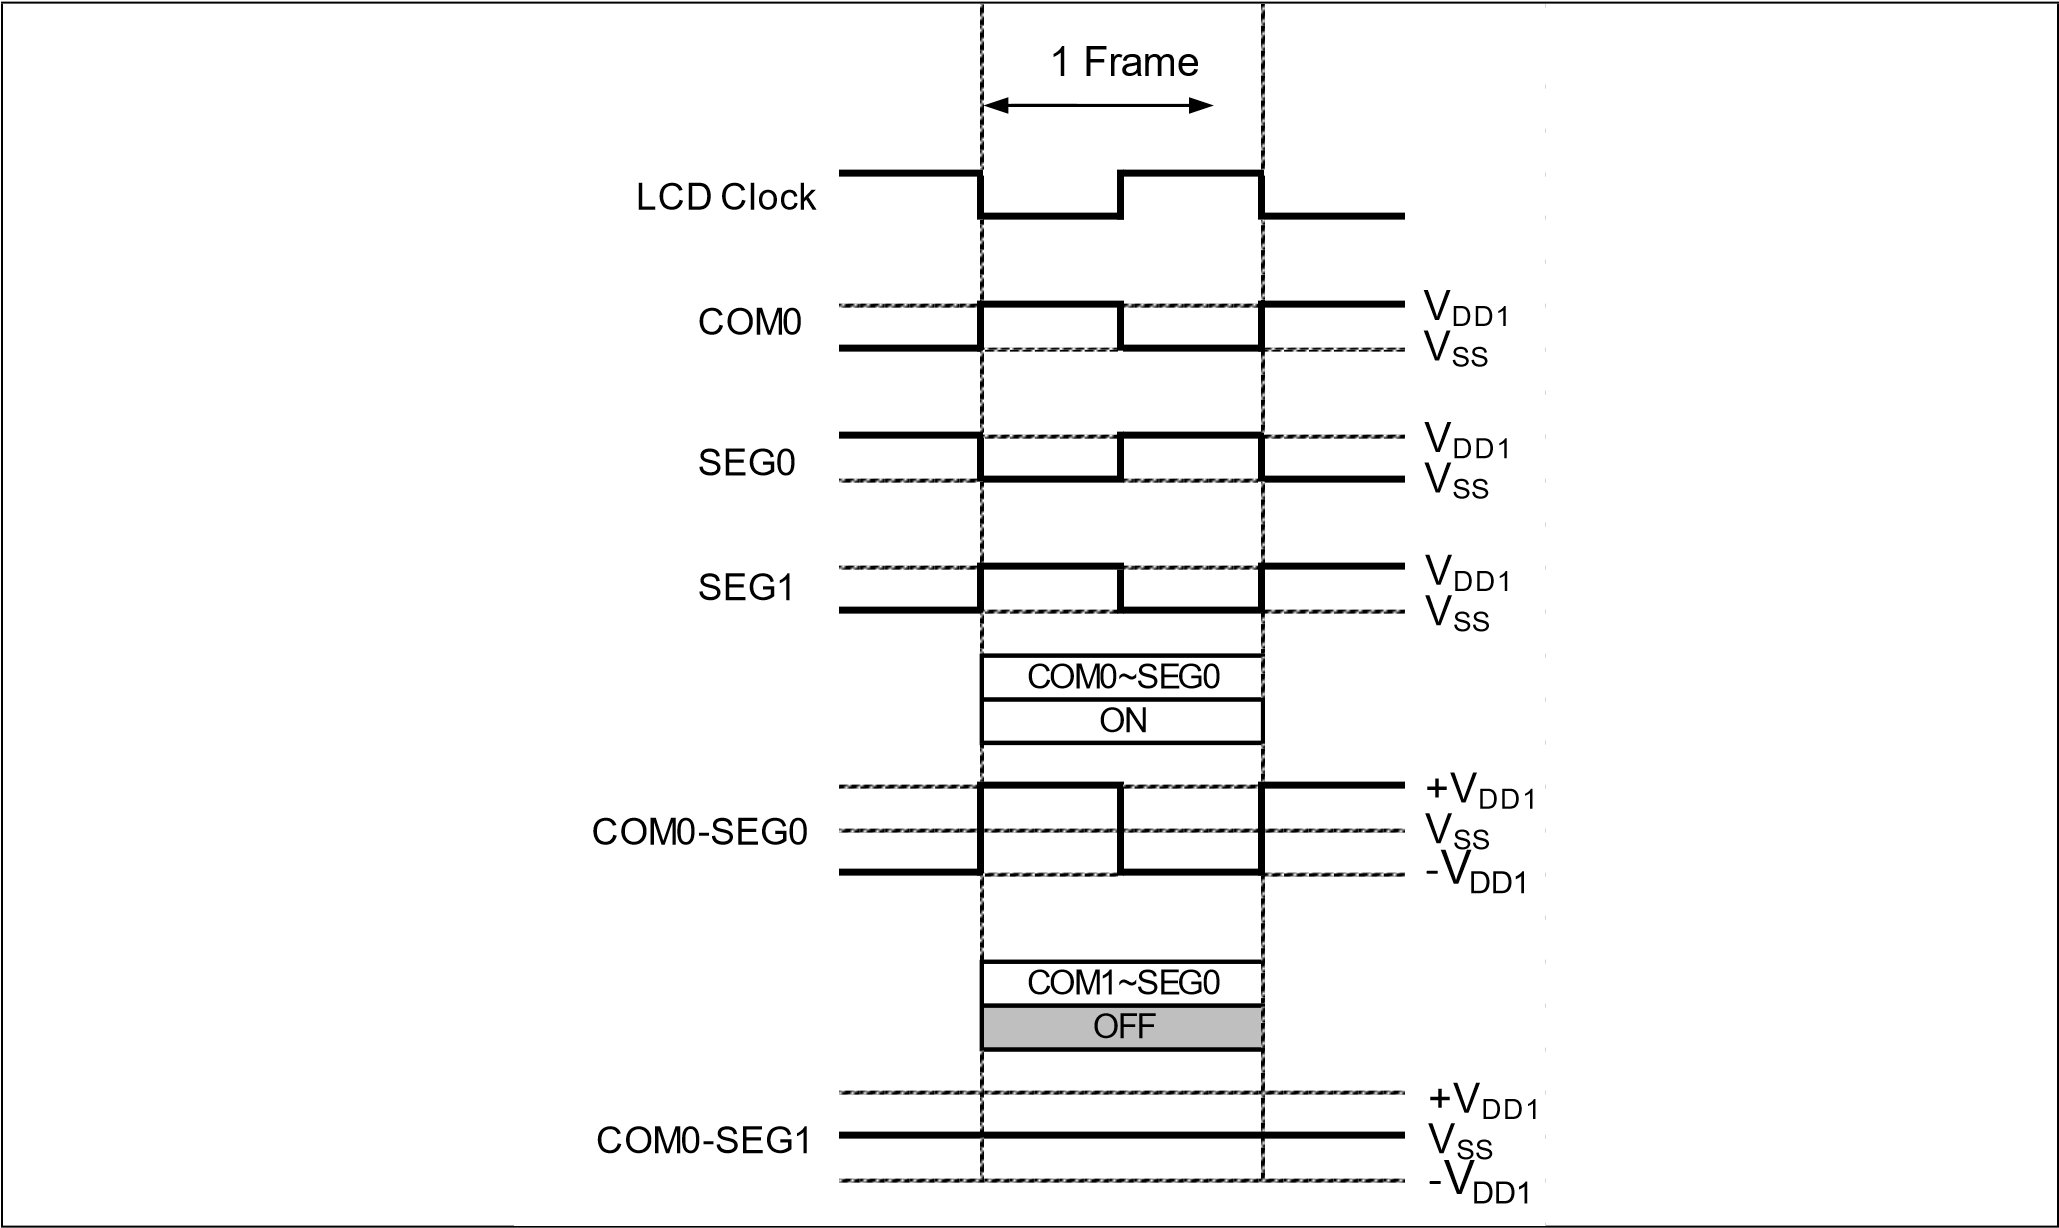 1 Frame
LCD Clock
COM0
VDD1
VSS
SEG0
VDD1
VSS
SEG1
VDD1
VSS
COM0~SEG0
ON
COM0-SEG0
+VDD1
VSS
-VDD1
COM1~SEG0
OFF
COM0-SEG1
+VDD1
VSS
-VDD1